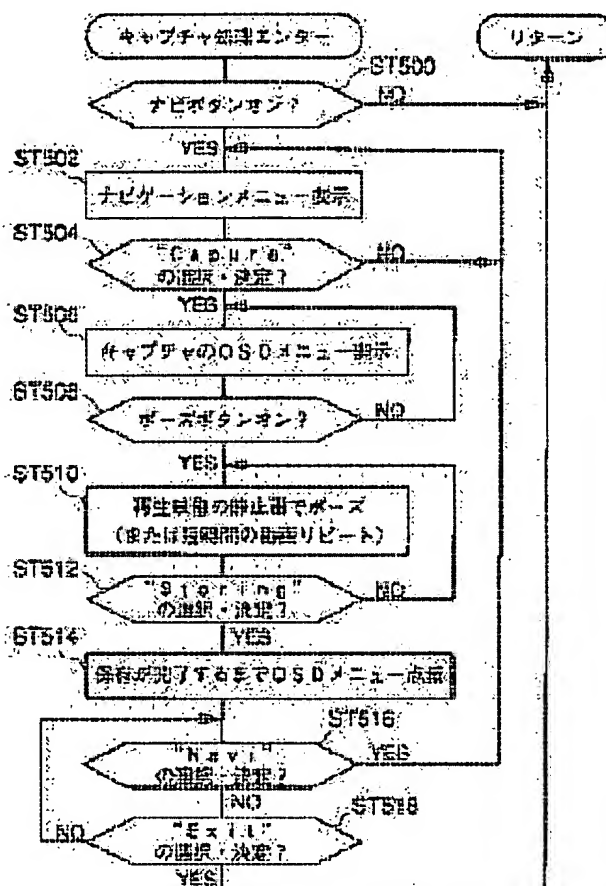 キャプチャ処理エンター
リターン
ST500
ナビボタンオン？
NO
YES
ST502
ナビゲーションメニュー表示
ST504
"Capure"
の選択・決定？
NO
YES
ST506
キャプチャのOSDメニュー表示
ST508
ポーズボタンオン？
NO
YES
ST510
再生映像の静止画でポーズ
（または短時間の動画リピート）
ST512
"Storing"
の選択・決定？
NO
YES
ST514
保存が完了するまでOSDメニュー点滅
ST516
"Navi"
の選択・決定？
YES
NO
ST518
"Exit"
の選択・決定？
NO
YES